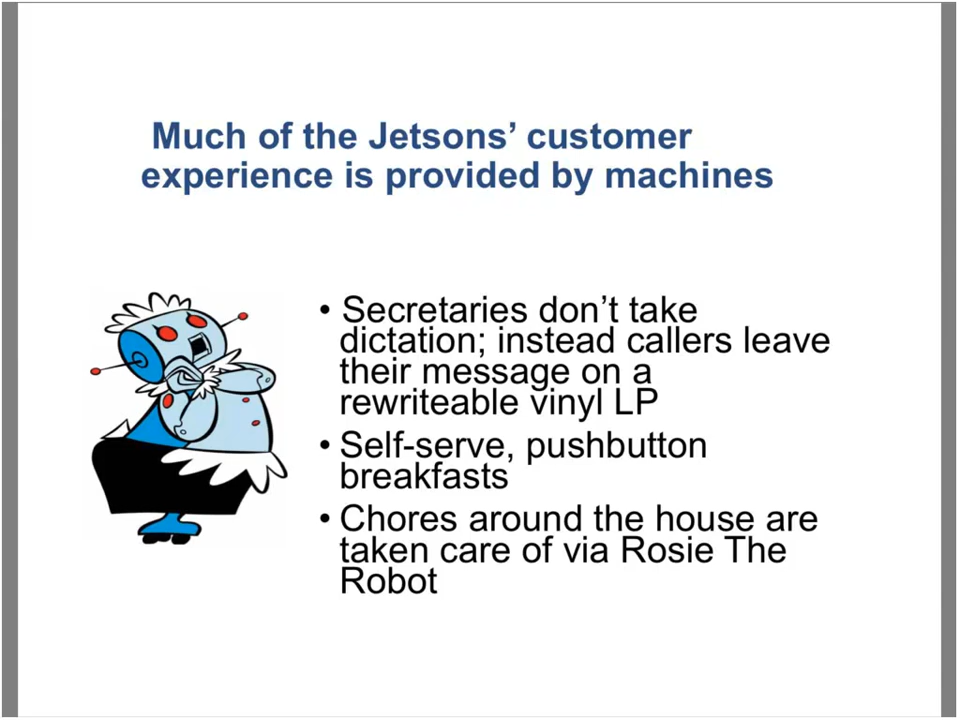 Much of the Jetsons’ customer
experience is provided by machines
• Secretaries don’t take
dictation; instead callers leave
their message on a
rewriteable vinyl LP
• Self-serve, pushbutton
breakfasts
• Chores around the house are
taken care of via Rosie The
Robot